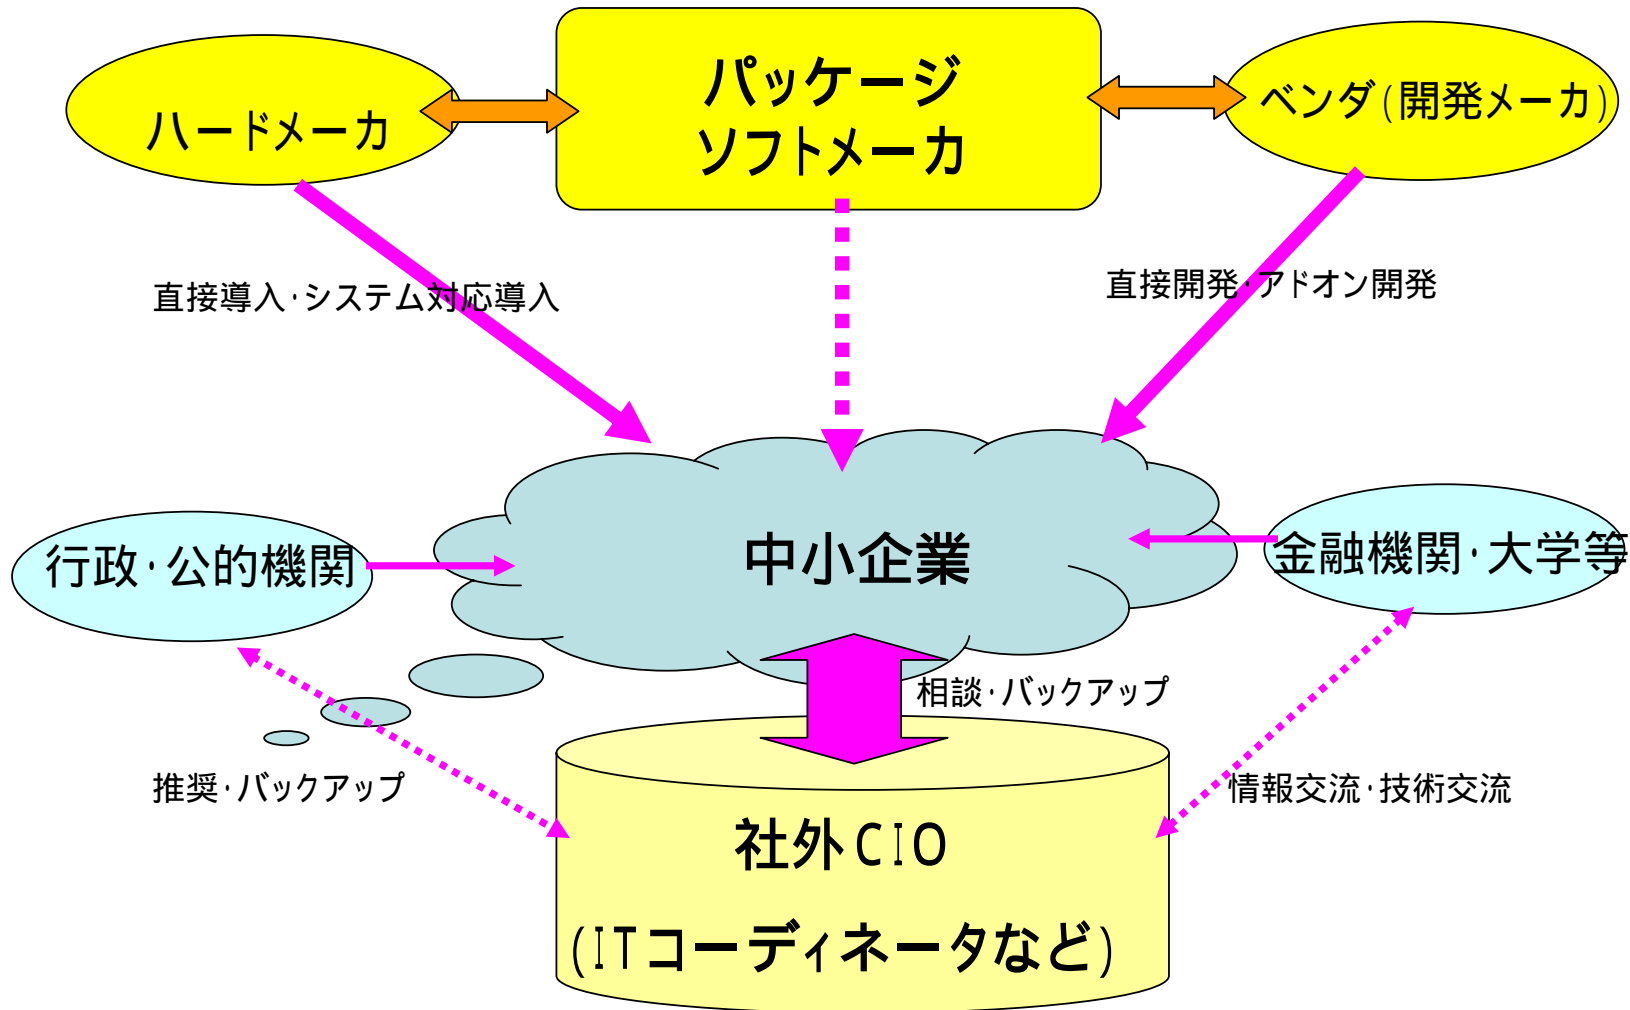 パッケージ
ソフトメーカ
ハードメーカ
ベンダ(開発メーカ)
直接導入・システム対応導入
直接開発・アドオン開発
中小企業
行政・公的機関
金融機関・大学等
相談・バックアップ
推奨・バックアップ
情報交流・技術交流
社外CIO
(ITコーディネータなど)